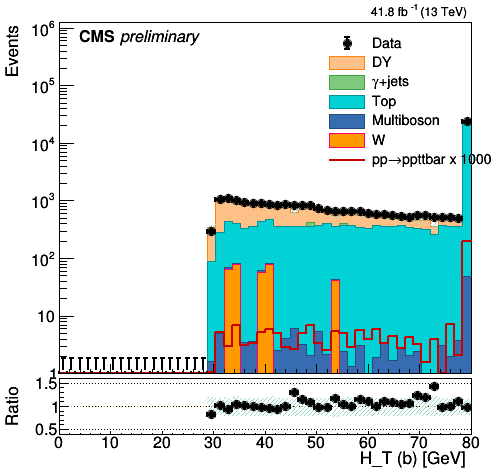 41.8 fb⁻¹ (13 TeV)
CMS preliminary
Events
10⁶
10⁵
10⁴
10³
10²
10
1
Data
DY
γ+jets
Top
Multiboson
W
pp→ppttbar x 1000
Ratio
1.5
1
0.5
0 10 20 30 40 50 60 70 80
H_T (b) [GeV]